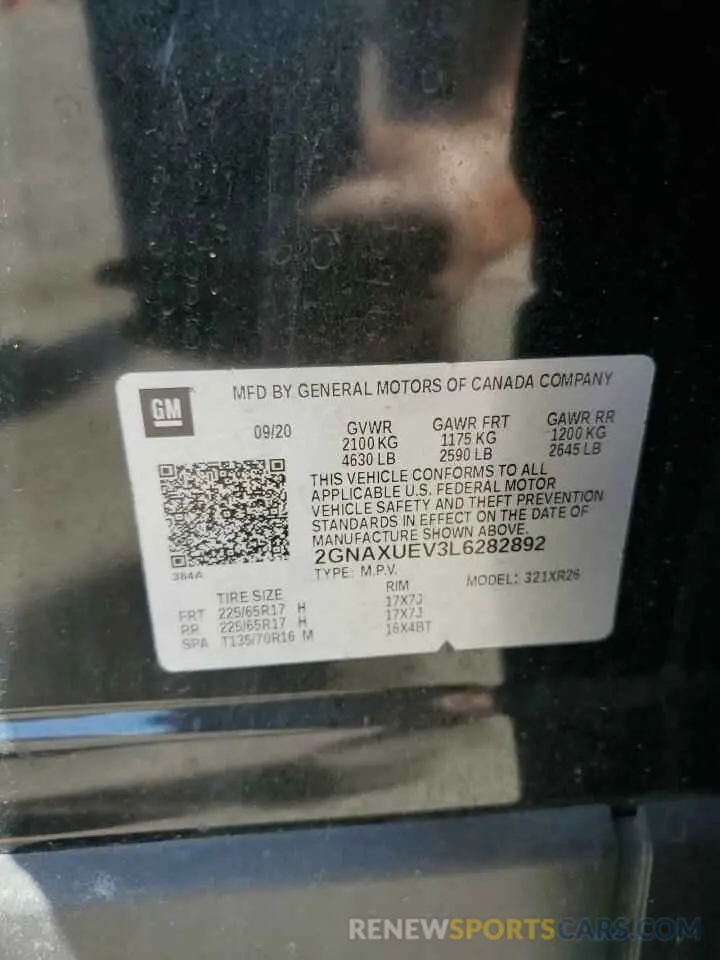 GM
MFD BY GENERAL MOTORS OF CANADA COMPANY
09/20 GVWR GAWR FRT GAWR RR
2100 KG 1175 KG 1200 KG
4630 LB 2590 LB 2645 LB
THIS VEHICLE CONFORMS TO ALL
APPLICABLE U.S. FEDERAL MOTOR
VEHICLE SAFETY AND THEFT PREVENTION
STANDARDS IN EFFECT ON THE DATE OF
MANUFACTURE SHOWN ABOVE.
2GNAXUEV3L6282892
384A TYPE: M.P.V. MODEL: 321XR26
TIRE SIZE RIM
FRT 225/65R17 H 17X7J
RR 225/65R17 H 17X7J
SPA T135/70R16 M 16X4BT
RENEWSPORTSCARS.COM